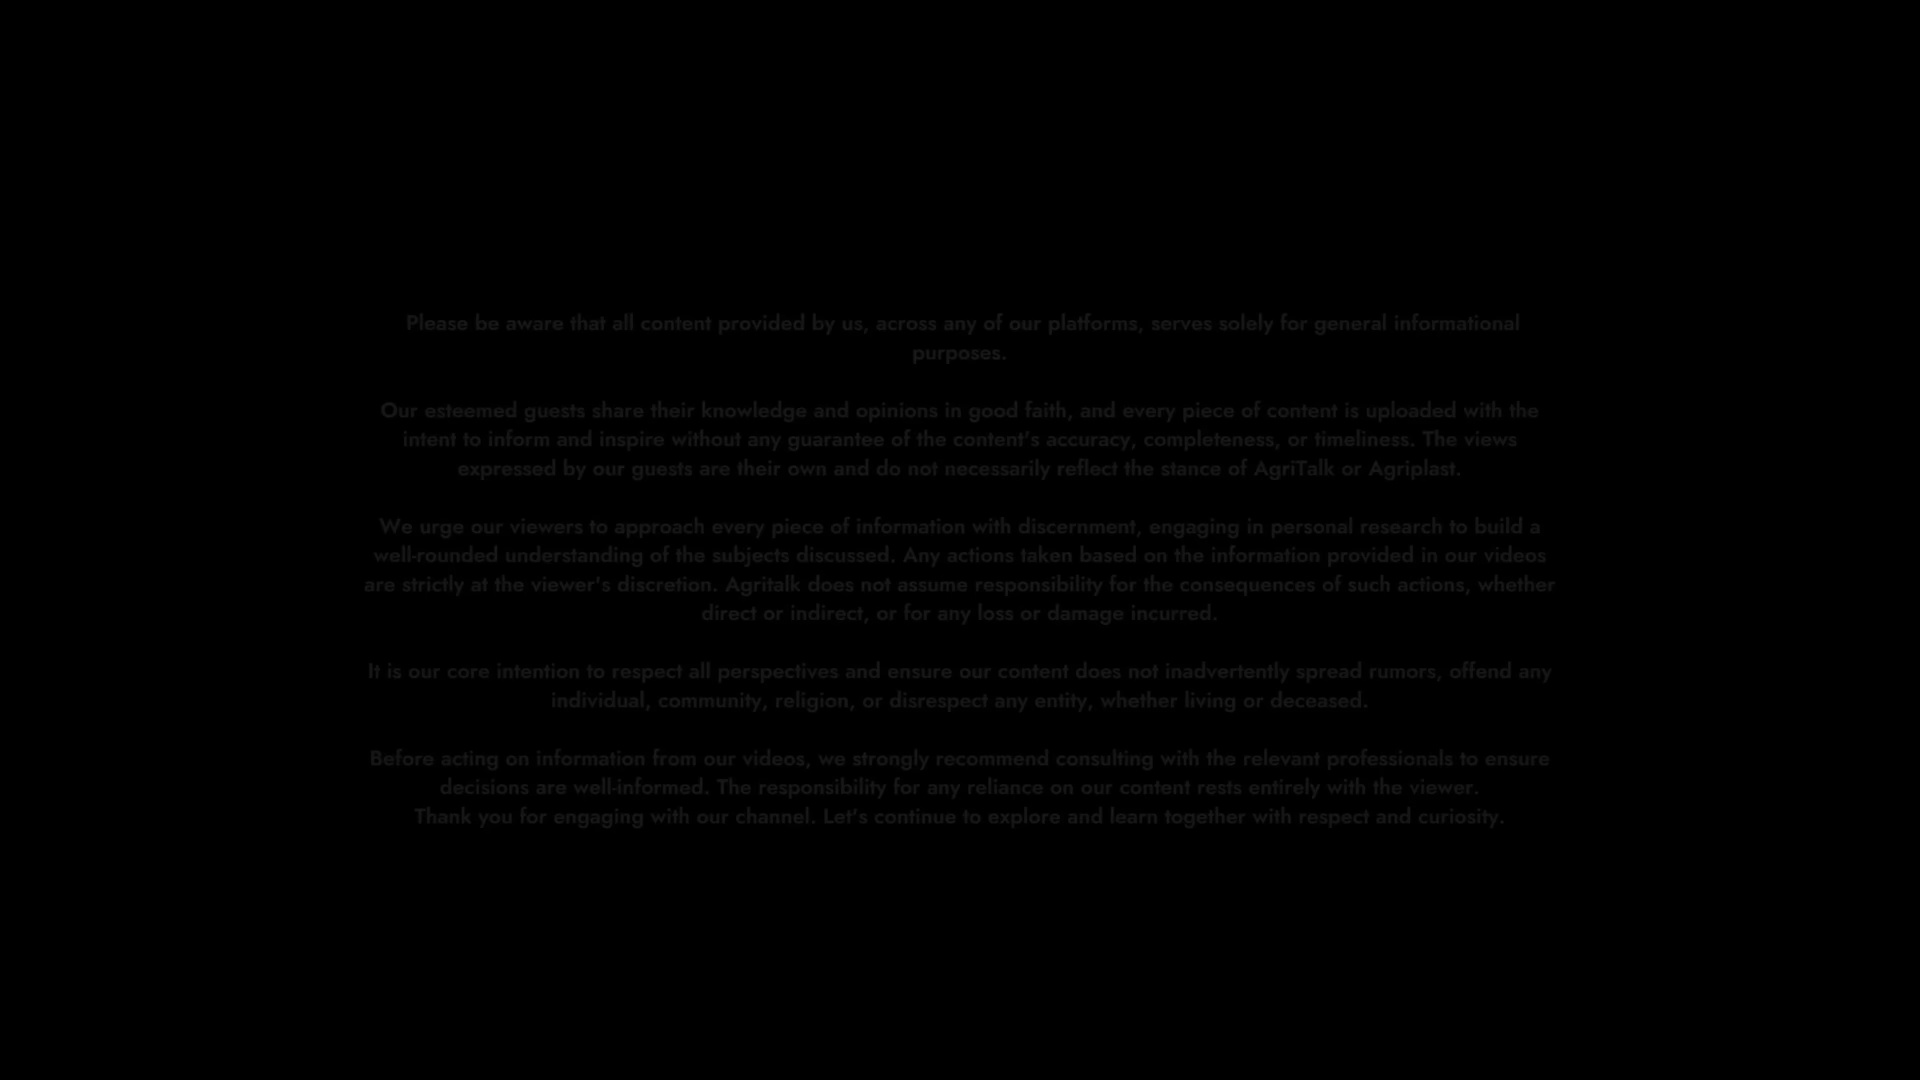 Please be aware that all content provided by us, across any of our platforms, serves solely for general informational
purposes.
Our esteemed guests share their knowledge and opinions in good faith, and every piece of content is uploaded with the
intent to inform and inspire without any guarantee of the content's accuracy, completeness, or timeliness. The views
expressed by our guests are their own and do not necessarily reflect the stance of AgriTalk or Agriplast.
We urge our viewers to approach every piece of information with discernment, engaging in personal research to build a
well-rounded understanding of the subjects discussed. Any actions taken based on the information provided in our videos
are strictly at the viewer's discretion. Agritalk does not assume responsibility for the consequences of such actions, whether
direct or indirect, or for any loss or damage incurred.
It is our core intention to respect all perspectives and ensure our content does not inadvertently spread rumors, offend any
individual, community, religion, or disrespect any entity, whether living or deceased.
Before acting on information from our videos, we strongly recommend consulting with the relevant professionals to ensure
decisions are well-informed. The responsibility for any reliance on our content rests entirely with the viewer.
Thank you for engaging with our channel. Let's continue to explore and learn together with respect and curiosity.